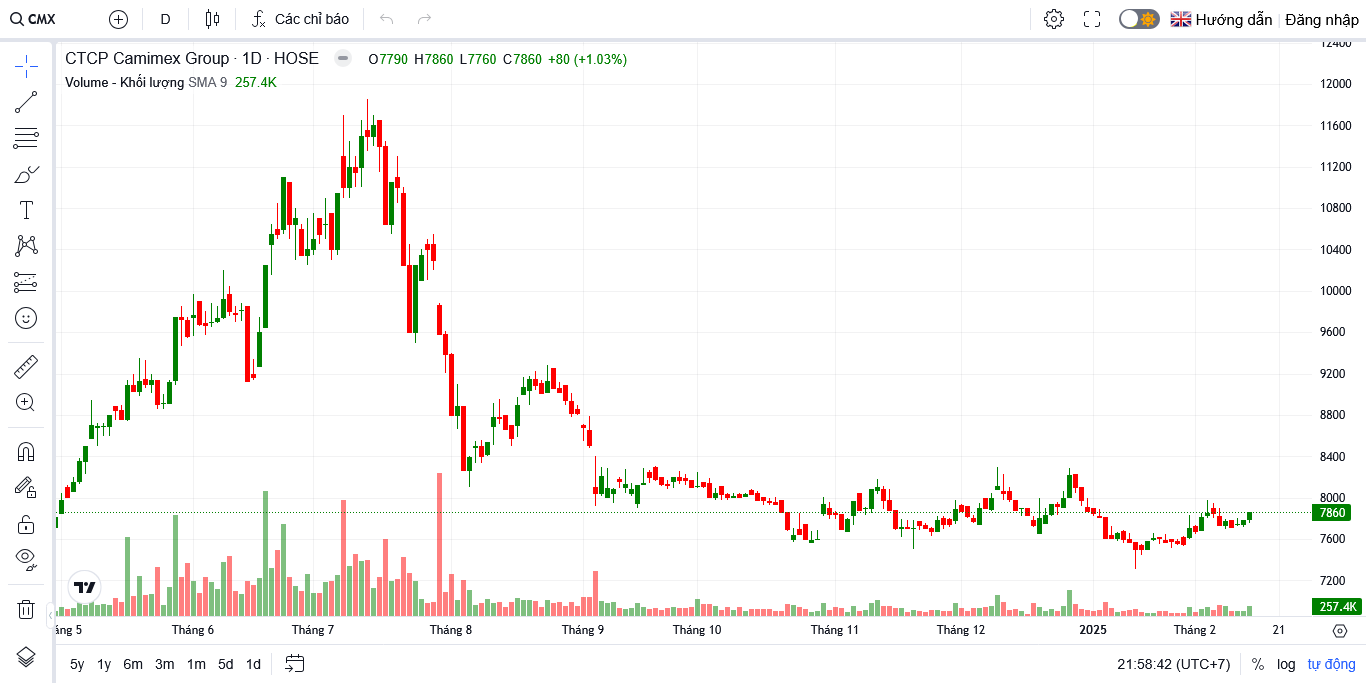 CMX D Các chỉ báo Hướng dẫn Đăng nhập
CTCP Camimex Group · 1D · HOSE O7790 H7860 L7760 C7860 +80 (+1.03%)
Volume - Khối lượng SMA 9 257.4K
12400
12000
11600
11200
10800
10400
10000
9600
9200
8800
8400
8000
7860
7600
7200
257.4K
áng 5 Tháng 6 Tháng 7 Tháng 8 Tháng 9 Tháng 10 Tháng 11 Tháng 12 2025 Tháng 2 21
5y 1y 6m 3m 1m 5d 1d 21:58:42 (UTC+7) % log tự động